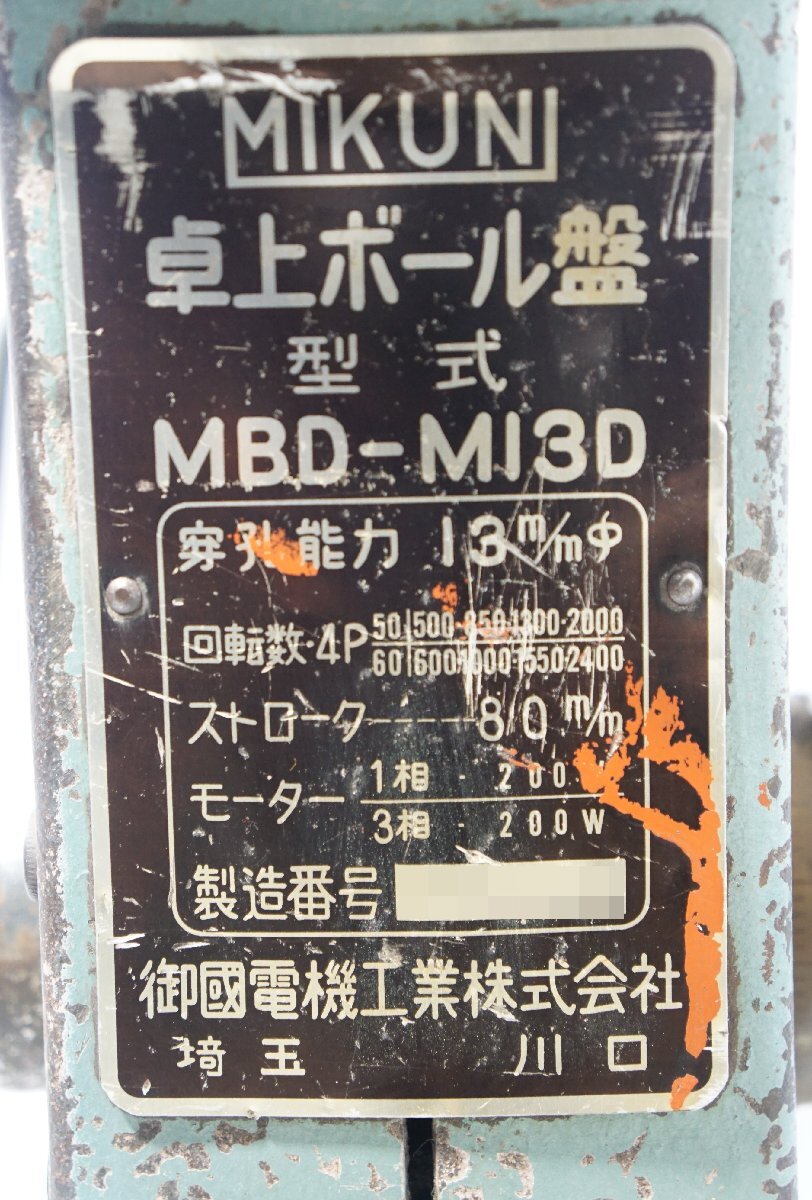 MIKUNI
卓上ボール盤
型式
MBD-M13D
穿孔能力 13m/mφ
回転数 4P 50|500-850-1300-2000
60|600-1000-1550-2400
ストローク-----80m/m
モーター 1相 - 200
3相 - 200W
製造番号
御國電機工業株式会社
埼玉 川口